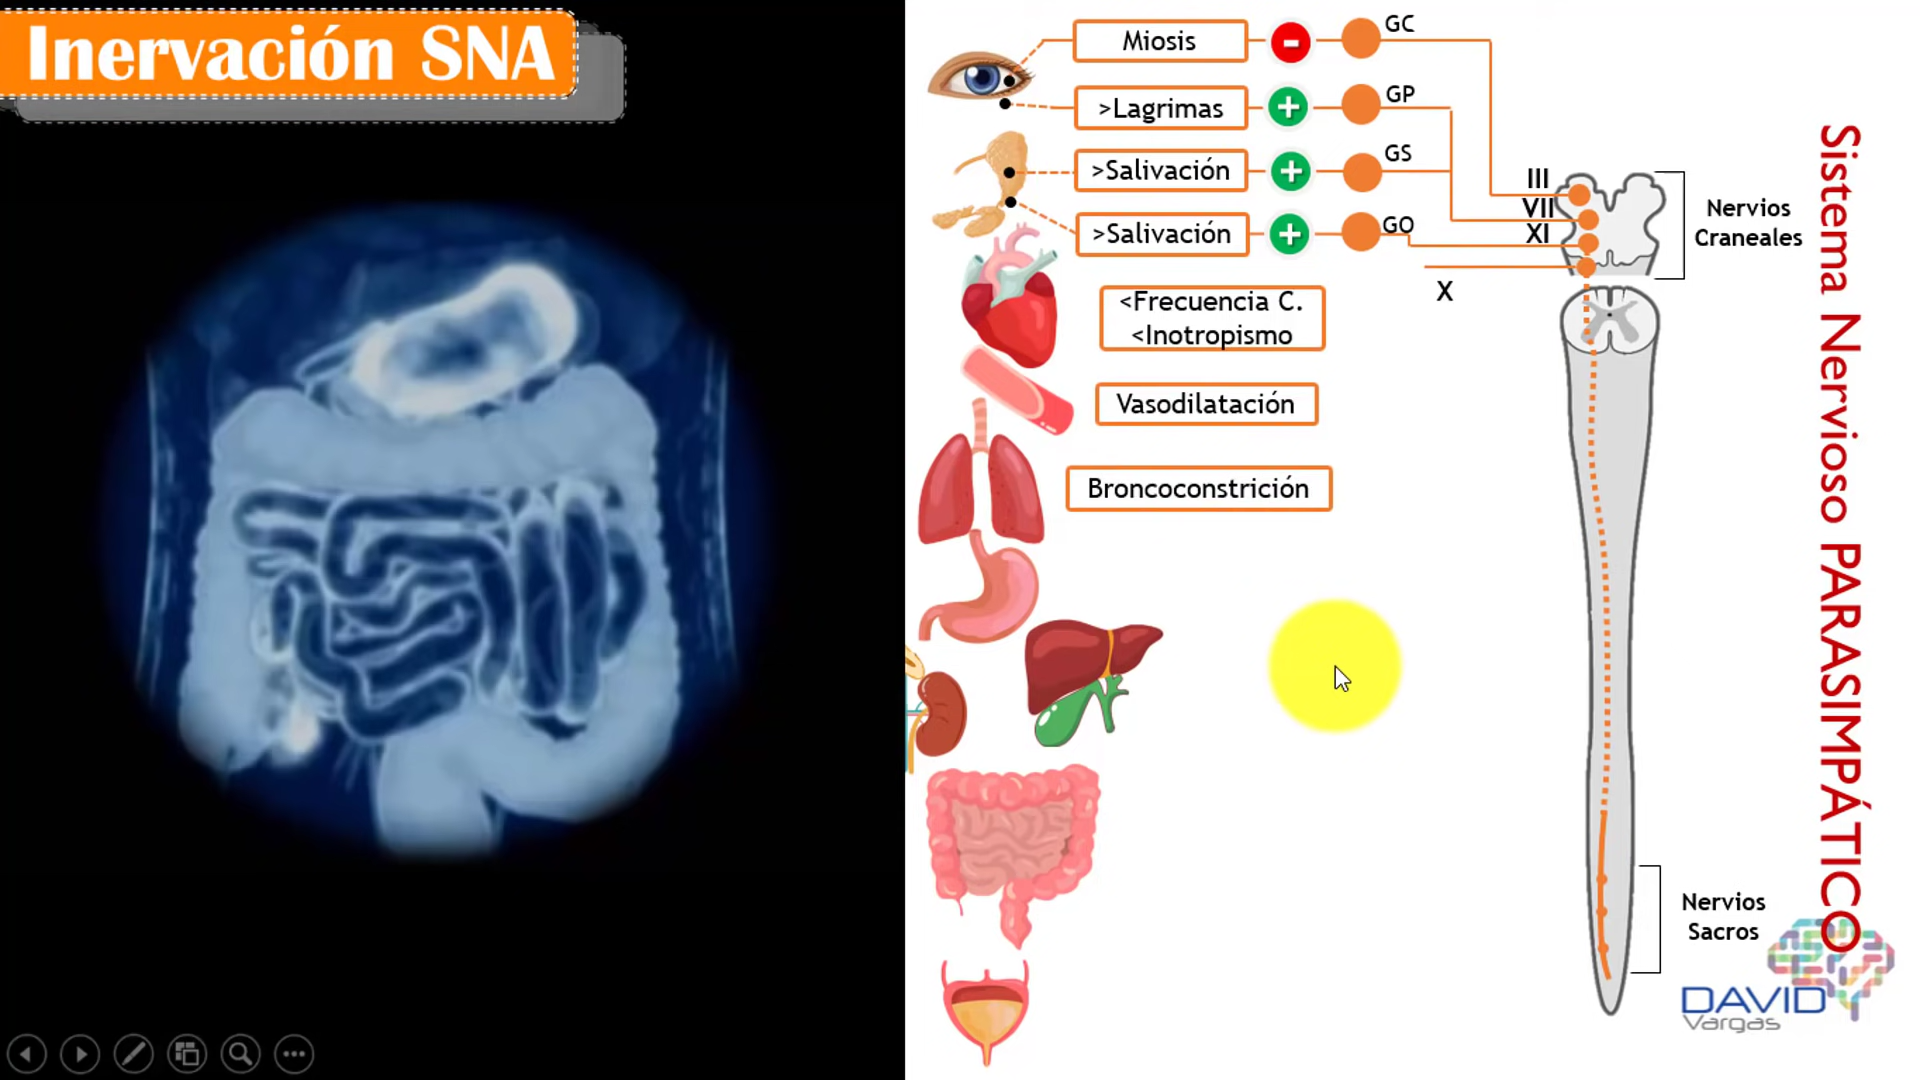 Inervación SNA
Miosis
GC
>Lagrimas
GP
>Salivación
GS
>Salivación
GO
III
VII
XI
X
Nervios
Craneales
<Frecuencia C.
<Inotropismo
Vasodilatación
Broncoconstrición
Nervios
Sacros
Sistema Nervioso PARASIMPÁTICO
DAVID
Vargas